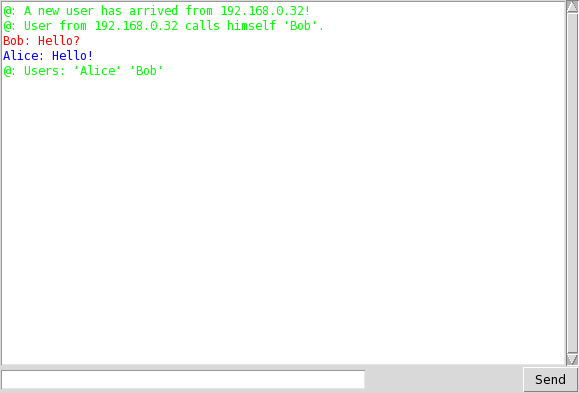 @: A new user has arrived from 192.168.0.32!
@: User from 192.168.0.32 calls himself 'Bob'.
Bob: Hello?
Alice: Hello!
@: Users: 'Alice' 'Bob'
Send